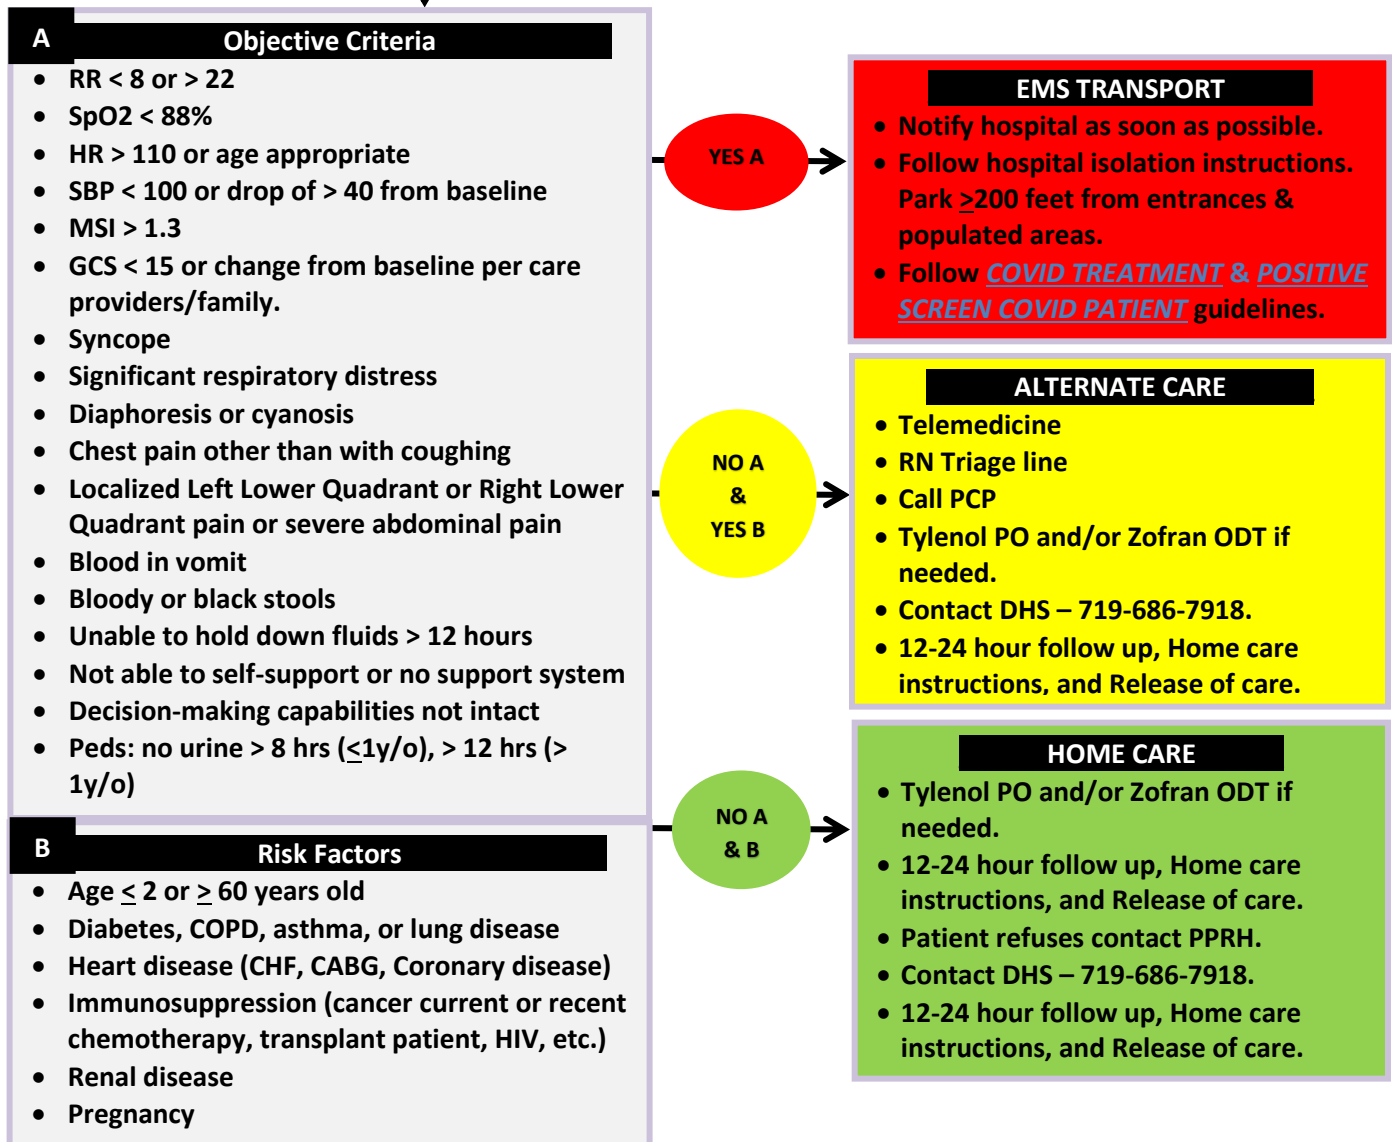 A
Objective Criteria
• RR < 8 or > 22
• SpO2 < 88%
• HR > 110 or age appropriate
• SBP < 100 or drop of > 40 from baseline
• MSI > 1.3
• GCS < 15 or change from baseline per care
providers/family.
• Syncope
• Significant respiratory distress
• Diaphoresis or cyanosis
• Chest pain other than with coughing
• Localized Left Lower Quadrant or Right Lower
Quadrant pain or severe abdominal pain
• Blood in vomit
• Bloody or black stools
• Unable to hold down fluids > 12 hours
• Not able to self-support or no support system
• Decision-making capabilities not intact
• Peds: no urine > 8 hrs (<1y/o), > 12 hrs (>
1y/o)
B
Risk Factors
• Age < 2 or > 60 years old
• Diabetes, COPD, asthma, or lung disease
• Heart disease (CHF, CABG, Coronary disease)
• Immunosuppression (cancer current or recent
chemotherapy, transplant patient, HIV, etc.)
• Renal disease
• Pregnancy
YES A
EMS TRANSPORT
• Notify hospital as soon as possible.
• Follow hospital isolation instructions.
Park >200 feet from entrances &
populated areas.
• Follow COVID TREATMENT & POSITIVE
SCREEN COVID PATIENT guidelines.
NO A
&
YES B
ALTERNATE CARE
• Telemedicine
• RN Triage line
• Call PCP
• Tylenol PO and/or Zofran ODT if
needed.
• Contact DHS – 719-686-7918.
• 12-24 hour follow up, Home care
instructions, and Release of care.
NO A
& B
HOME CARE
• Tylenol PO and/or Zofran ODT if
needed.
• 12-24 hour follow up, Home care
instructions, and Release of care.
• Patient refuses contact PPRH.
• Contact DHS – 719-686-7918.
• 12-24 hour follow up, Home care
instructions, and Release of care.